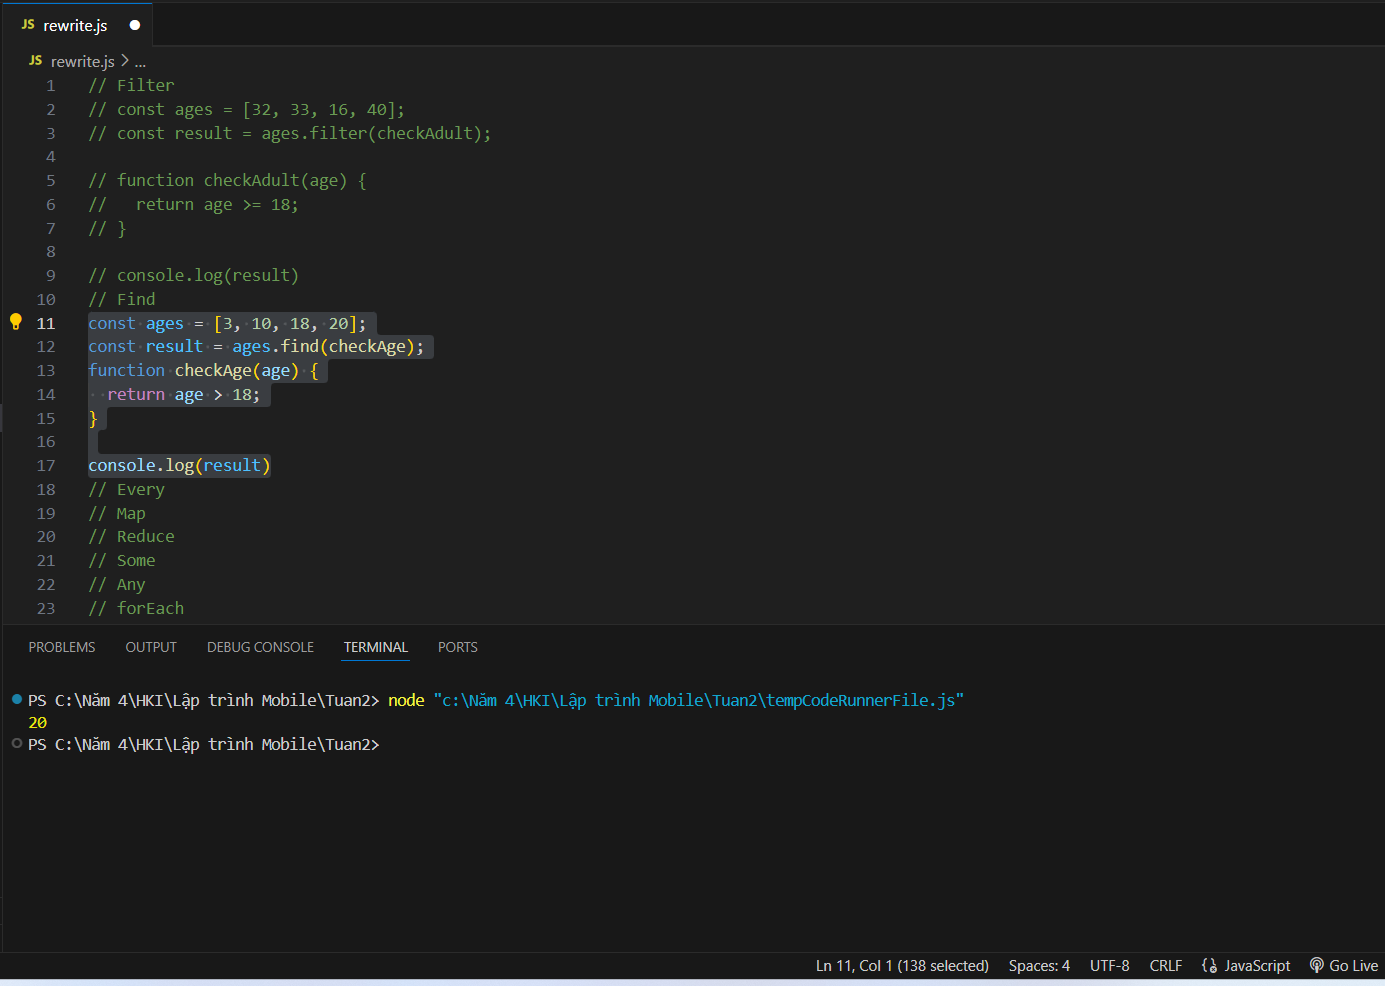 JS rewrite.js
JS rewrite.js > ...
1 // Filter
2 // const ages = [32, 33, 16, 40];
3 // const result = ages.filter(checkAdult);
4
5 // function checkAdult(age) {
6 //   return age >= 18;
7 // }
8
9 // console.log(result)
10 // Find
11 const ages = [3, 10, 18, 20];
12 const result = ages.find(checkAge);
13 function checkAge(age) {
14   return age > 18;
15 }
16
17 console.log(result)
18 // Every
19 // Map
20 // Reduce
21 // Some
22 // Any
23 // forEach
PROBLEMS OUTPUT DEBUG CONSOLE TERMINAL PORTS
PS C:\Năm 4\HKI\Lập trình Mobile\Tuan2> node "c:\Năm 4\HKI\Lập trình Mobile\Tuan2\tempCodeRunnerFile.js"
20
PS C:\Năm 4\HKI\Lập trình Mobile\Tuan2>
Ln 11, Col 1 (138 selected) Spaces: 4 UTF-8 CRLF JavaScript Go Live